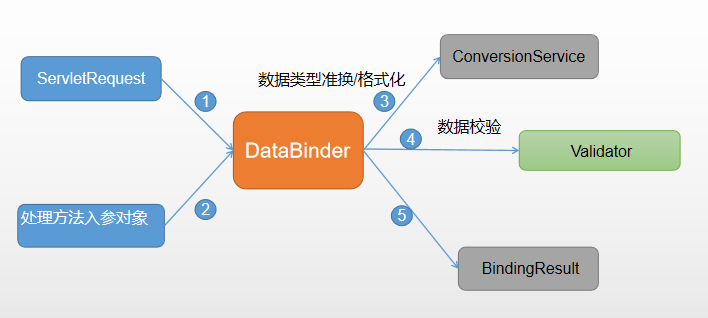 ServletRequest
1
处理方法入参对象
2
DataBinder
数据类型准换/格式化
3
ConversionService
数据校验
4
Validator
5
BindingResult